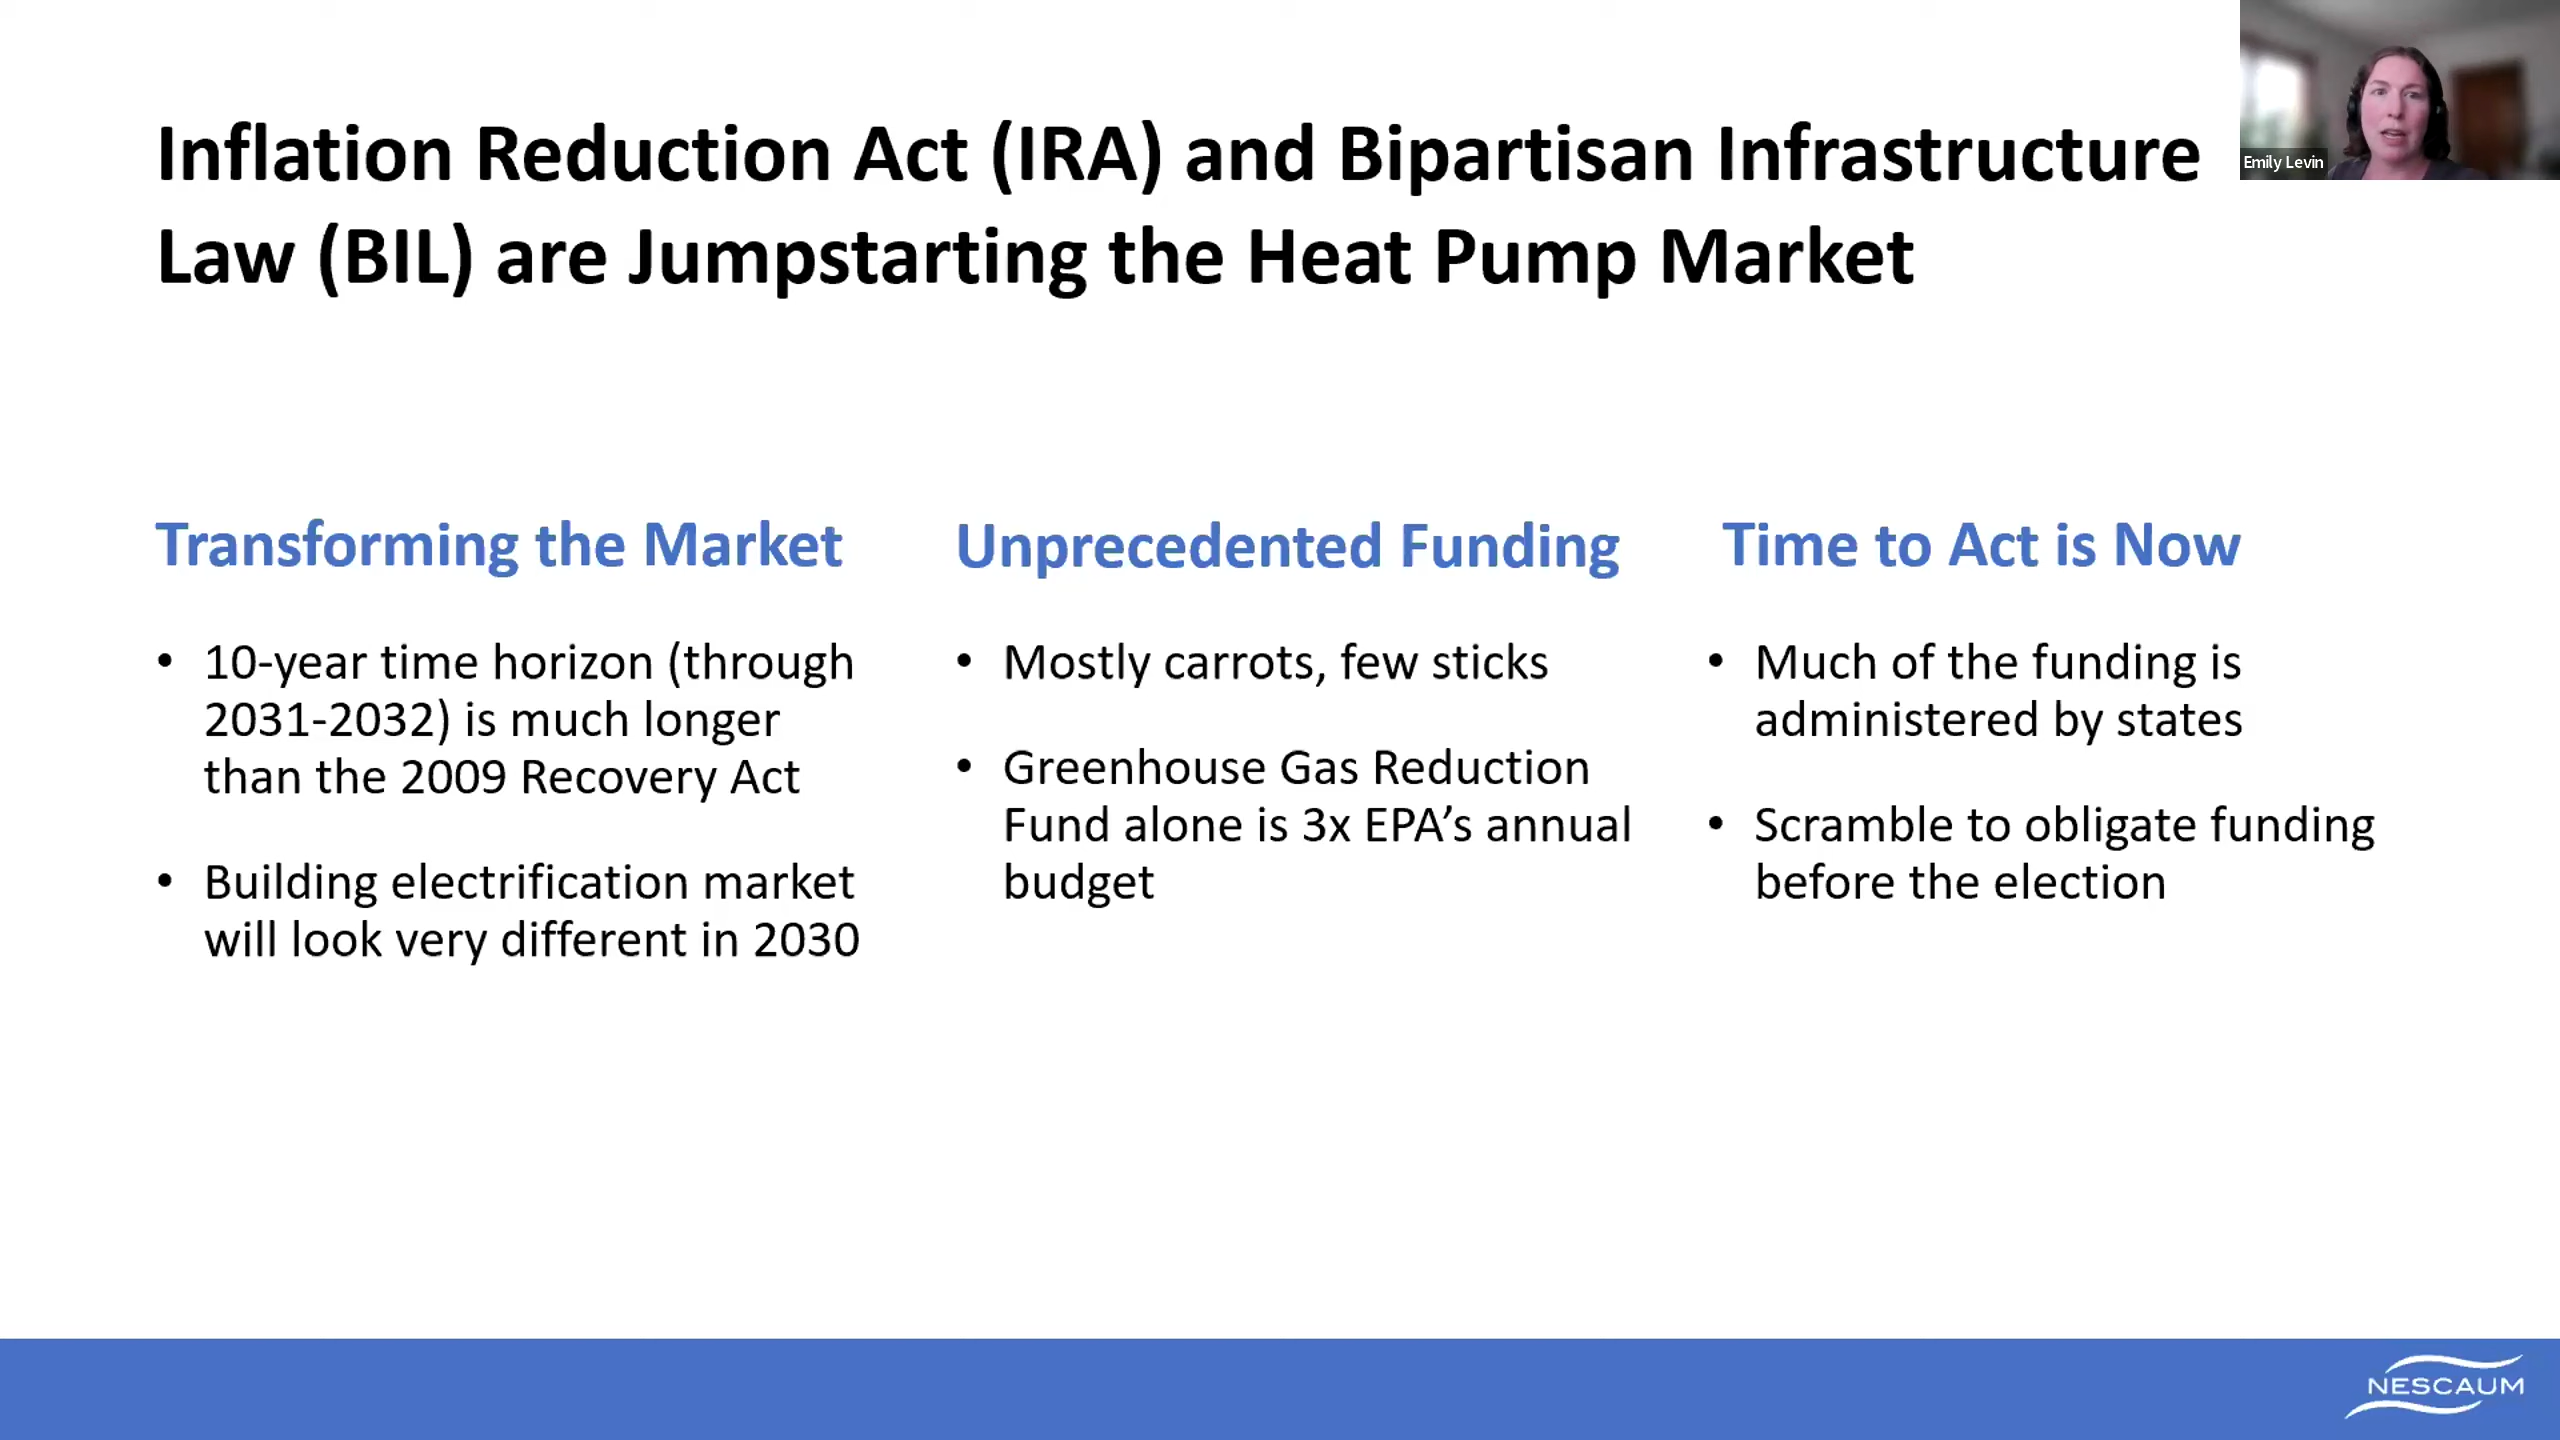 Inflation Reduction Act (IRA) and Bipartisan Infrastructure
Law (BIL) are Jumpstarting the Heat Pump Market
Emily Levin
Transforming the Market
• 10-year time horizon (through
2031-2032) is much longer
than the 2009 Recovery Act
• Building electrification market
will look very different in 2030
Unprecedented Funding
• Mostly carrots, few sticks
• Greenhouse Gas Reduction
Fund alone is 3x EPA’s annual
budget
Time to Act is Now
• Much of the funding is
administered by states
• Scramble to obligate funding
before the election
NESCAUM